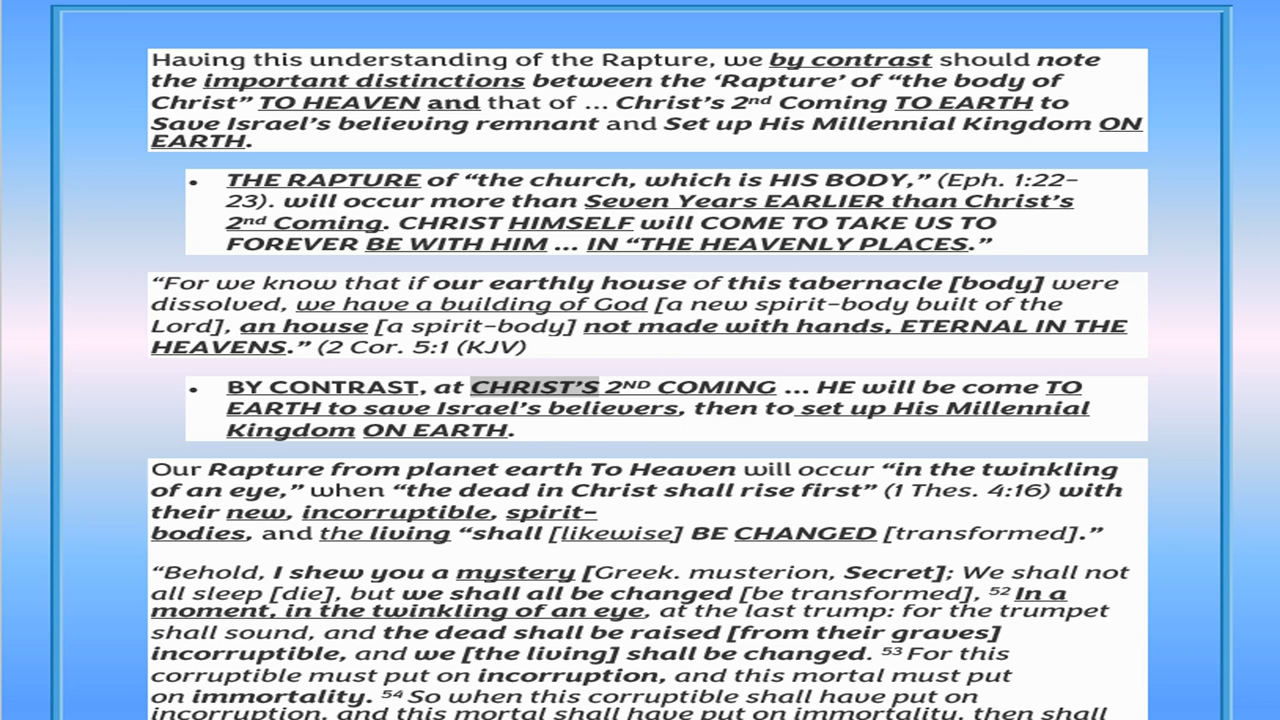 Having this understanding of the Rapture, we by contrast should note
the important distinctions between the ‘Rapture’ of “the body of
Christ” TO HEAVEN and that of ... Christ’s 2nd Coming TO EARTH to
Save Israel’s believing remnant and Set up His Millennial Kingdom ON
EARTH.
• THE RAPTURE of “the church, which is HIS BODY,” (Eph. 1:22-
23). will occur more than Seven Years EARLIER than Christ’s
2nd Coming. CHRIST HIMSELF will COME TO TAKE US TO
FOREVER BE WITH HIM ... IN “THE HEAVENLY PLACES.”
“For we know that if our earthly house of this tabernacle [body] were
dissolved, we have a building of God [a new spirit-body built of the
Lord], an house [a spirit-body] not made with hands, ETERNAL IN THE
HEAVENS.” (2 Cor. 5:1 (KJV)
• BY CONTRAST, at CHRIST’S 2ND COMING ... HE will be come TO
EARTH to save Israel’s believers, then to set up His Millennial
Kingdom ON EARTH.
Our Rapture from planet earth To Heaven will occur “in the twinkling
of an eye,” when “the dead in Christ shall rise first” (1 Thes. 4:16) with
their new, incorruptible, spirit-
bodies, and the living “shall [likewise] BE CHANGED [transformed].”
“Behold, I shew you a mystery [Greek. musterion, Secret]; We shall not
all sleep [die], but we shall all be changed [be transformed], 52 In a
moment, in the twinkling of an eye, at the last trump: for the trumpet
shall sound, and the dead shall be raised [from their graves]
incorruptible, and we [the living] shall be changed. 53 For this
corruptible must put on incorruption, and this mortal must put
on immortality. 54 So when this corruptible shall have put on
incorruption, and this mortal shall have put on immortality, then shall